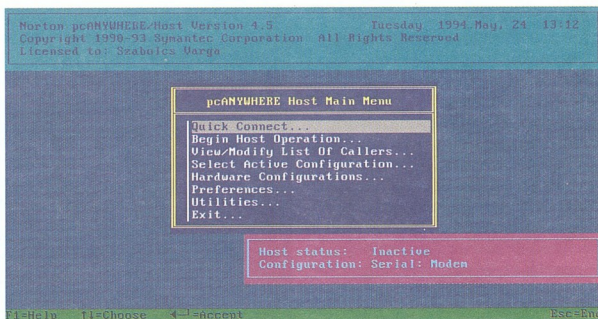 Norton pcANYWHERE/Host Version 4.5 Tuesday, 1994 May, 24 13:12
Copyright 1990-93 Symantec Corporation All Rights Reserved
Licensed to: Szabolcs Varga
pcANYWHERE Host Main Menu
Quick Connect...
Begin Host Operation...
View/Modify List Of Callers...
Select Active Configuration...
Hardware Configurations...
Preferences...
Utilities...
Exit...
Host status: Inactive
Configuration: Serial: Modem
F1=Help ↑↓=Choose ◄─┘=Accept Esc=End